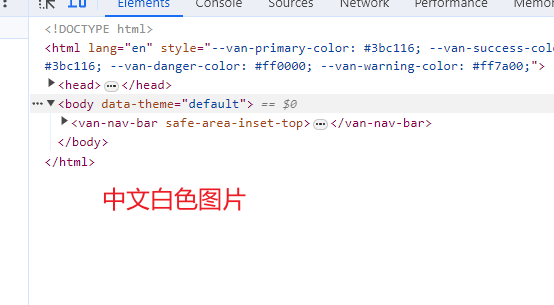 Elements Console Sources Network Performance Memor
<!DOCTYPE html>
<html lang="en" style="--van-primary-color: #3bc116; --van-success-col
#3bc116; --van-danger-color: #ff0000; --van-warning-color: #ff7a00;">
<head> ⋯ </head>
⋯ <body data-theme="default"> == $0
<van-nav-bar safe-area-inset-top> ⋯ </van-nav-bar>
</body>
</html>
中文白色图片